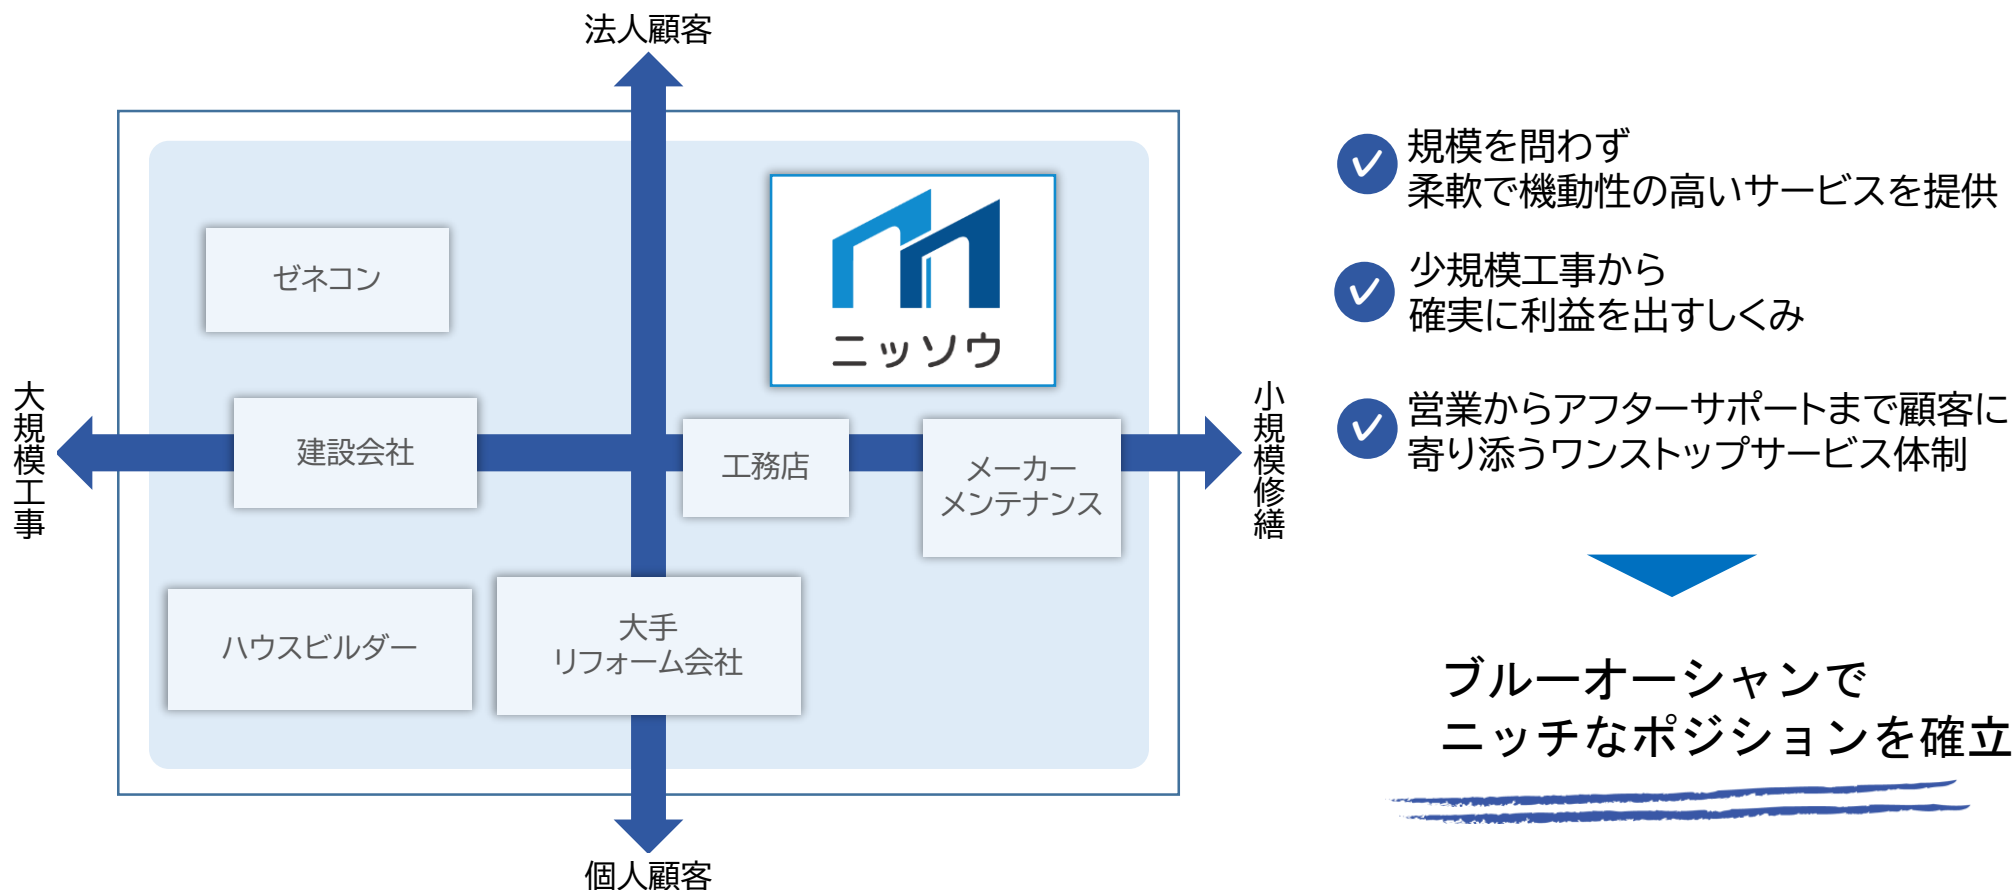 法人顧客
ゼネコン
ニッソウ
大規模工事
建設会社
工務店
メーカー
メンテナンス
小規模修繕
ハウスビルダー
大手
リフォーム会社
個人顧客
規模を問わず
柔軟で機動性の高いサービスを提供
少規模工事から
確実に利益を出すしくみ
営業からアフターサポートまで顧客に
寄り添うワンストップサービス体制
ブルーオーシャンで
ニッチなポジションを確立